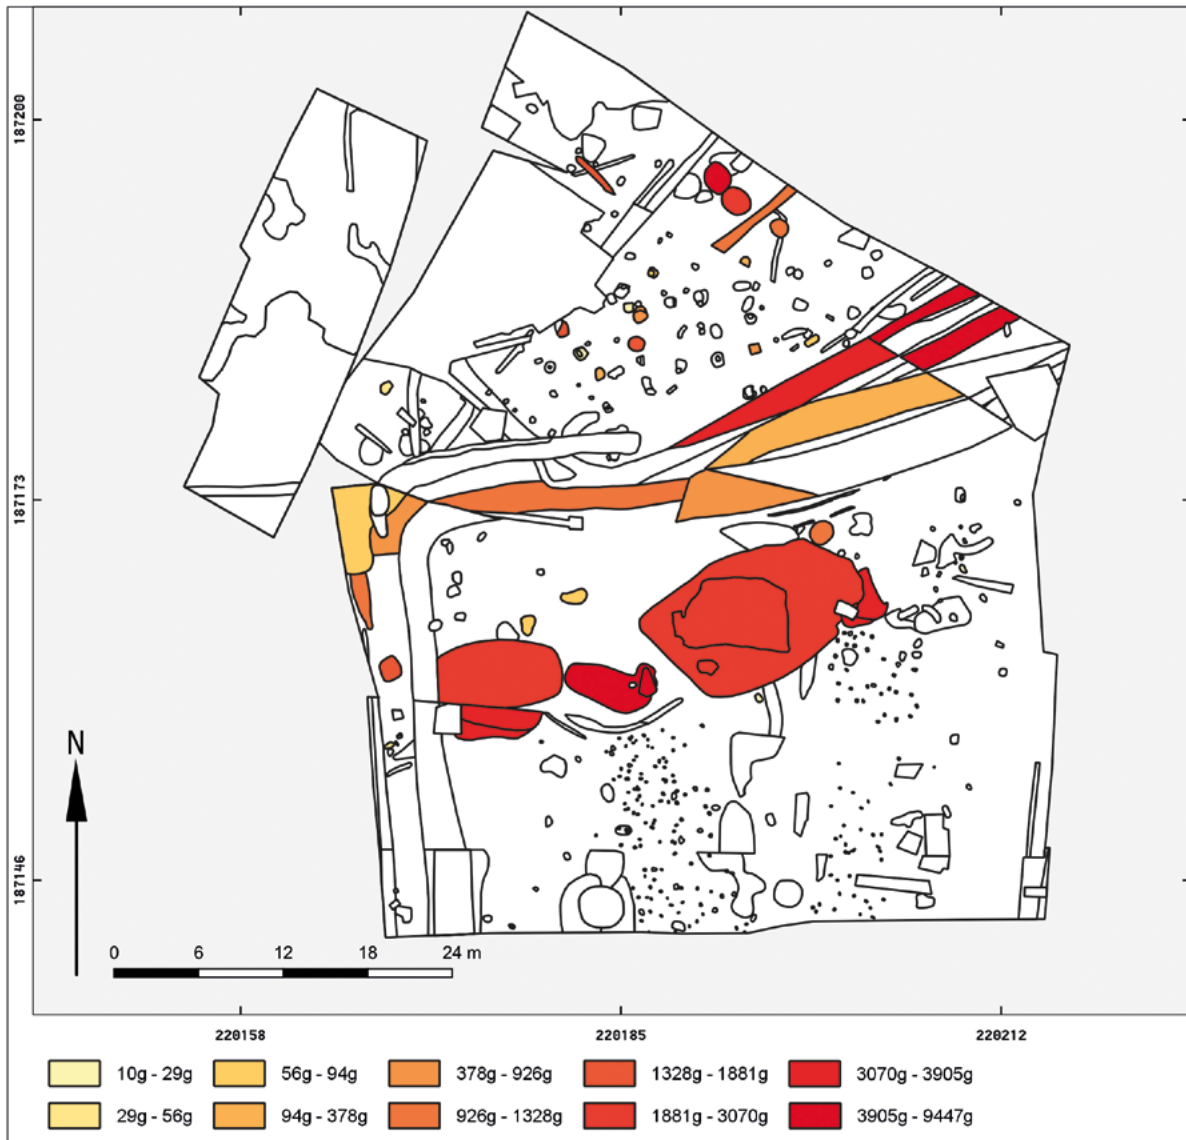 187200
187173
187146
N
0 6 12 18 24 m
220158 220185 220212
10g - 29g 56g - 94g 378g - 926g 1328g - 1881g 3070g - 3905g
29g - 56g 94g - 378g 926g - 1328g 1881g - 3070g 3905g - 9447g